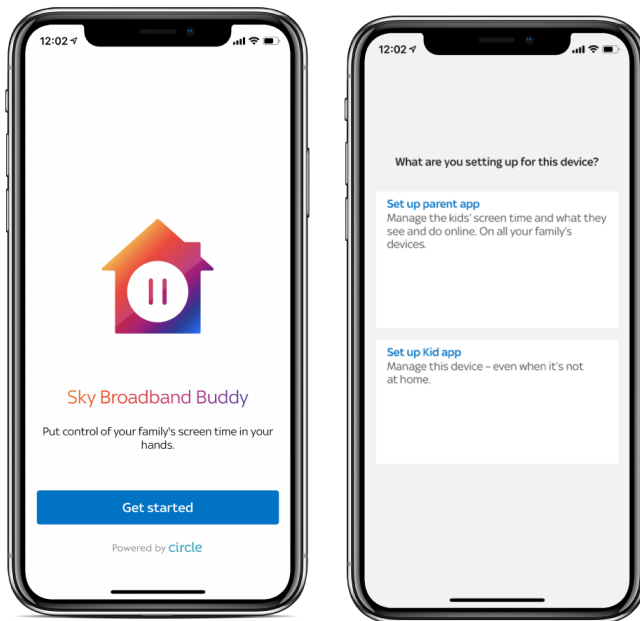 12:02
Sky Broadband Buddy
Put control of your family's screen time in your
hands.
Get started
Powered by circle
12:02
What are you setting up for this device?
Set up parent app
Manage the kids' screen time and what they
see and do online. On all your family's
devices.
Set up Kid app
Manage this device – even when it's not
at home.